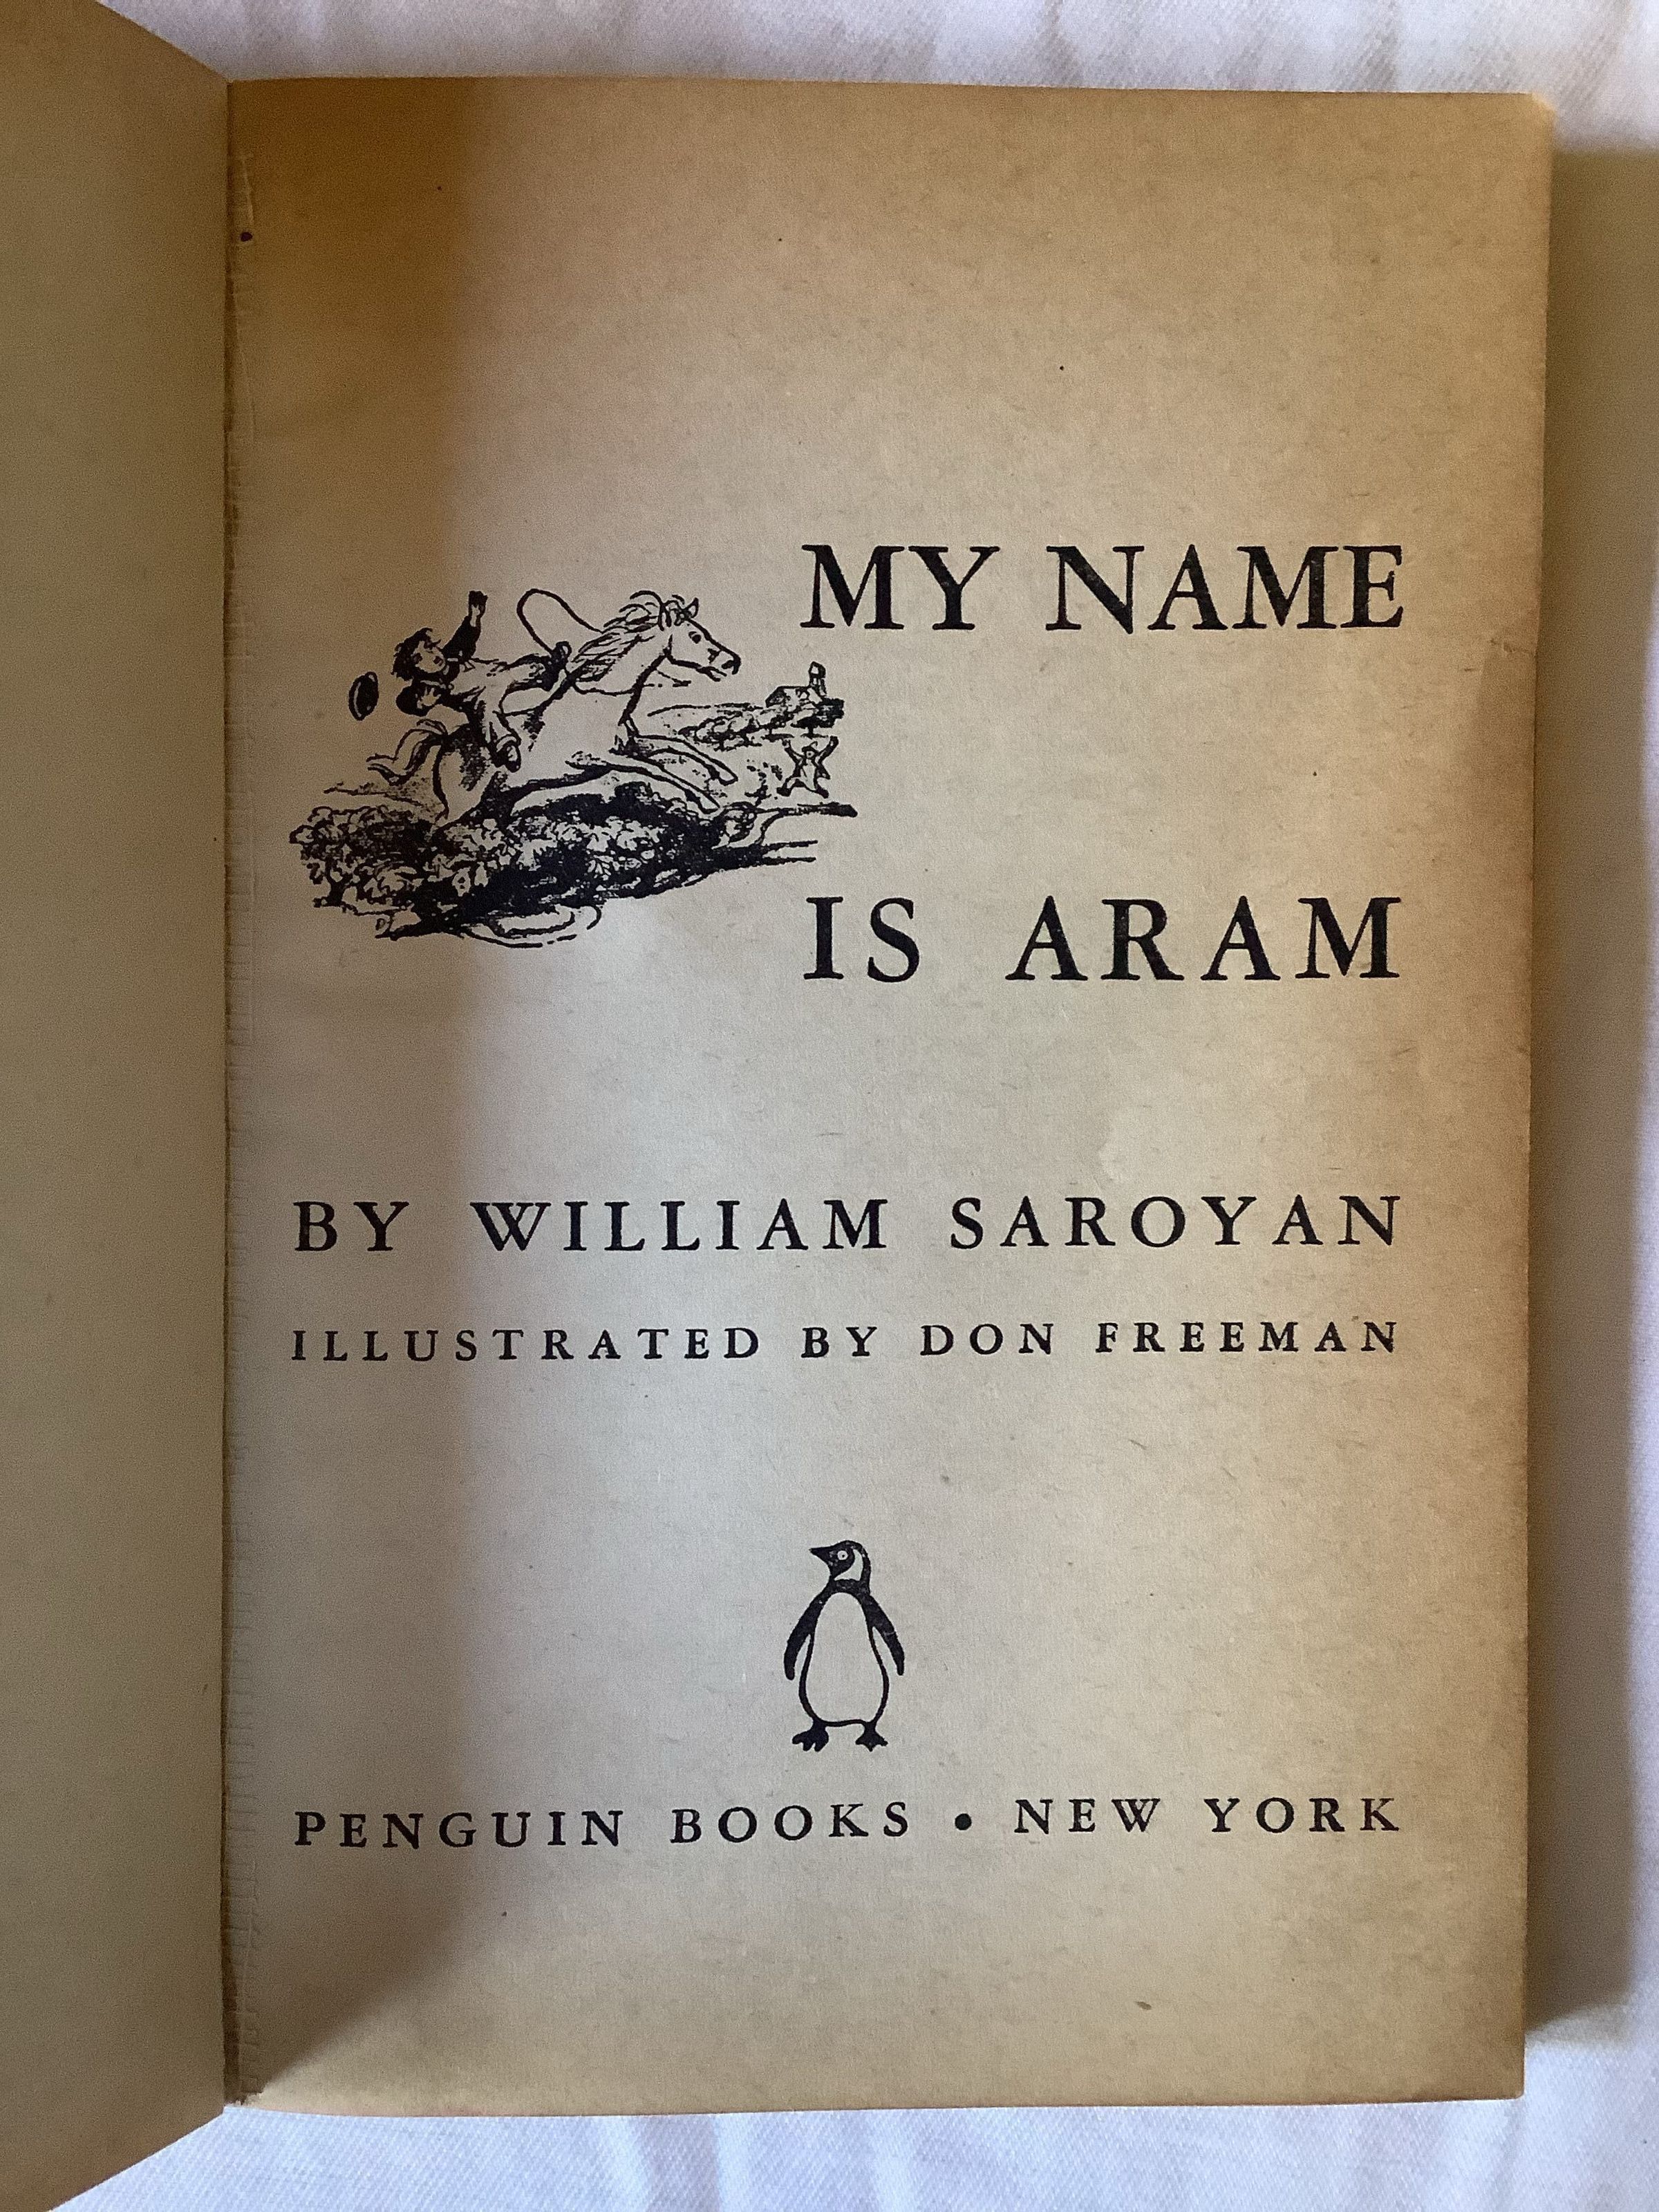 MY NAME
IS ARAM
BY WILLIAM SAROYAN
ILLUSTRATED BY DON FREEMAN
PENGUIN BOOKS • NEW YORK